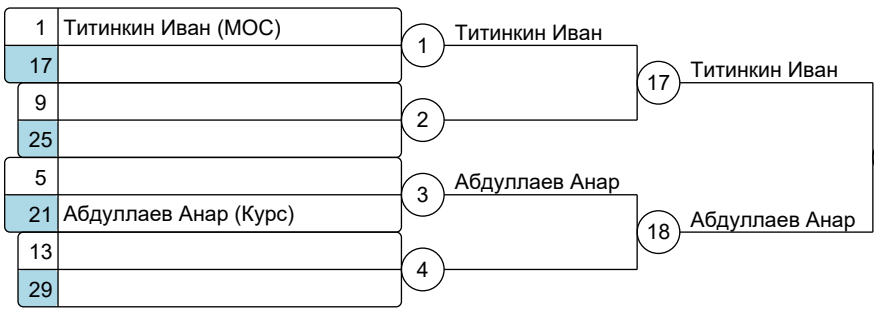 1 Титинкин Иван (МОС)
17
9
25
5
21 Абдуллаев Анар (Курс)
13
29
1 Титинкин Иван
2
3 Абдуллаев Анар
4
17 Титинкин Иван
18 Абдуллаев Анар